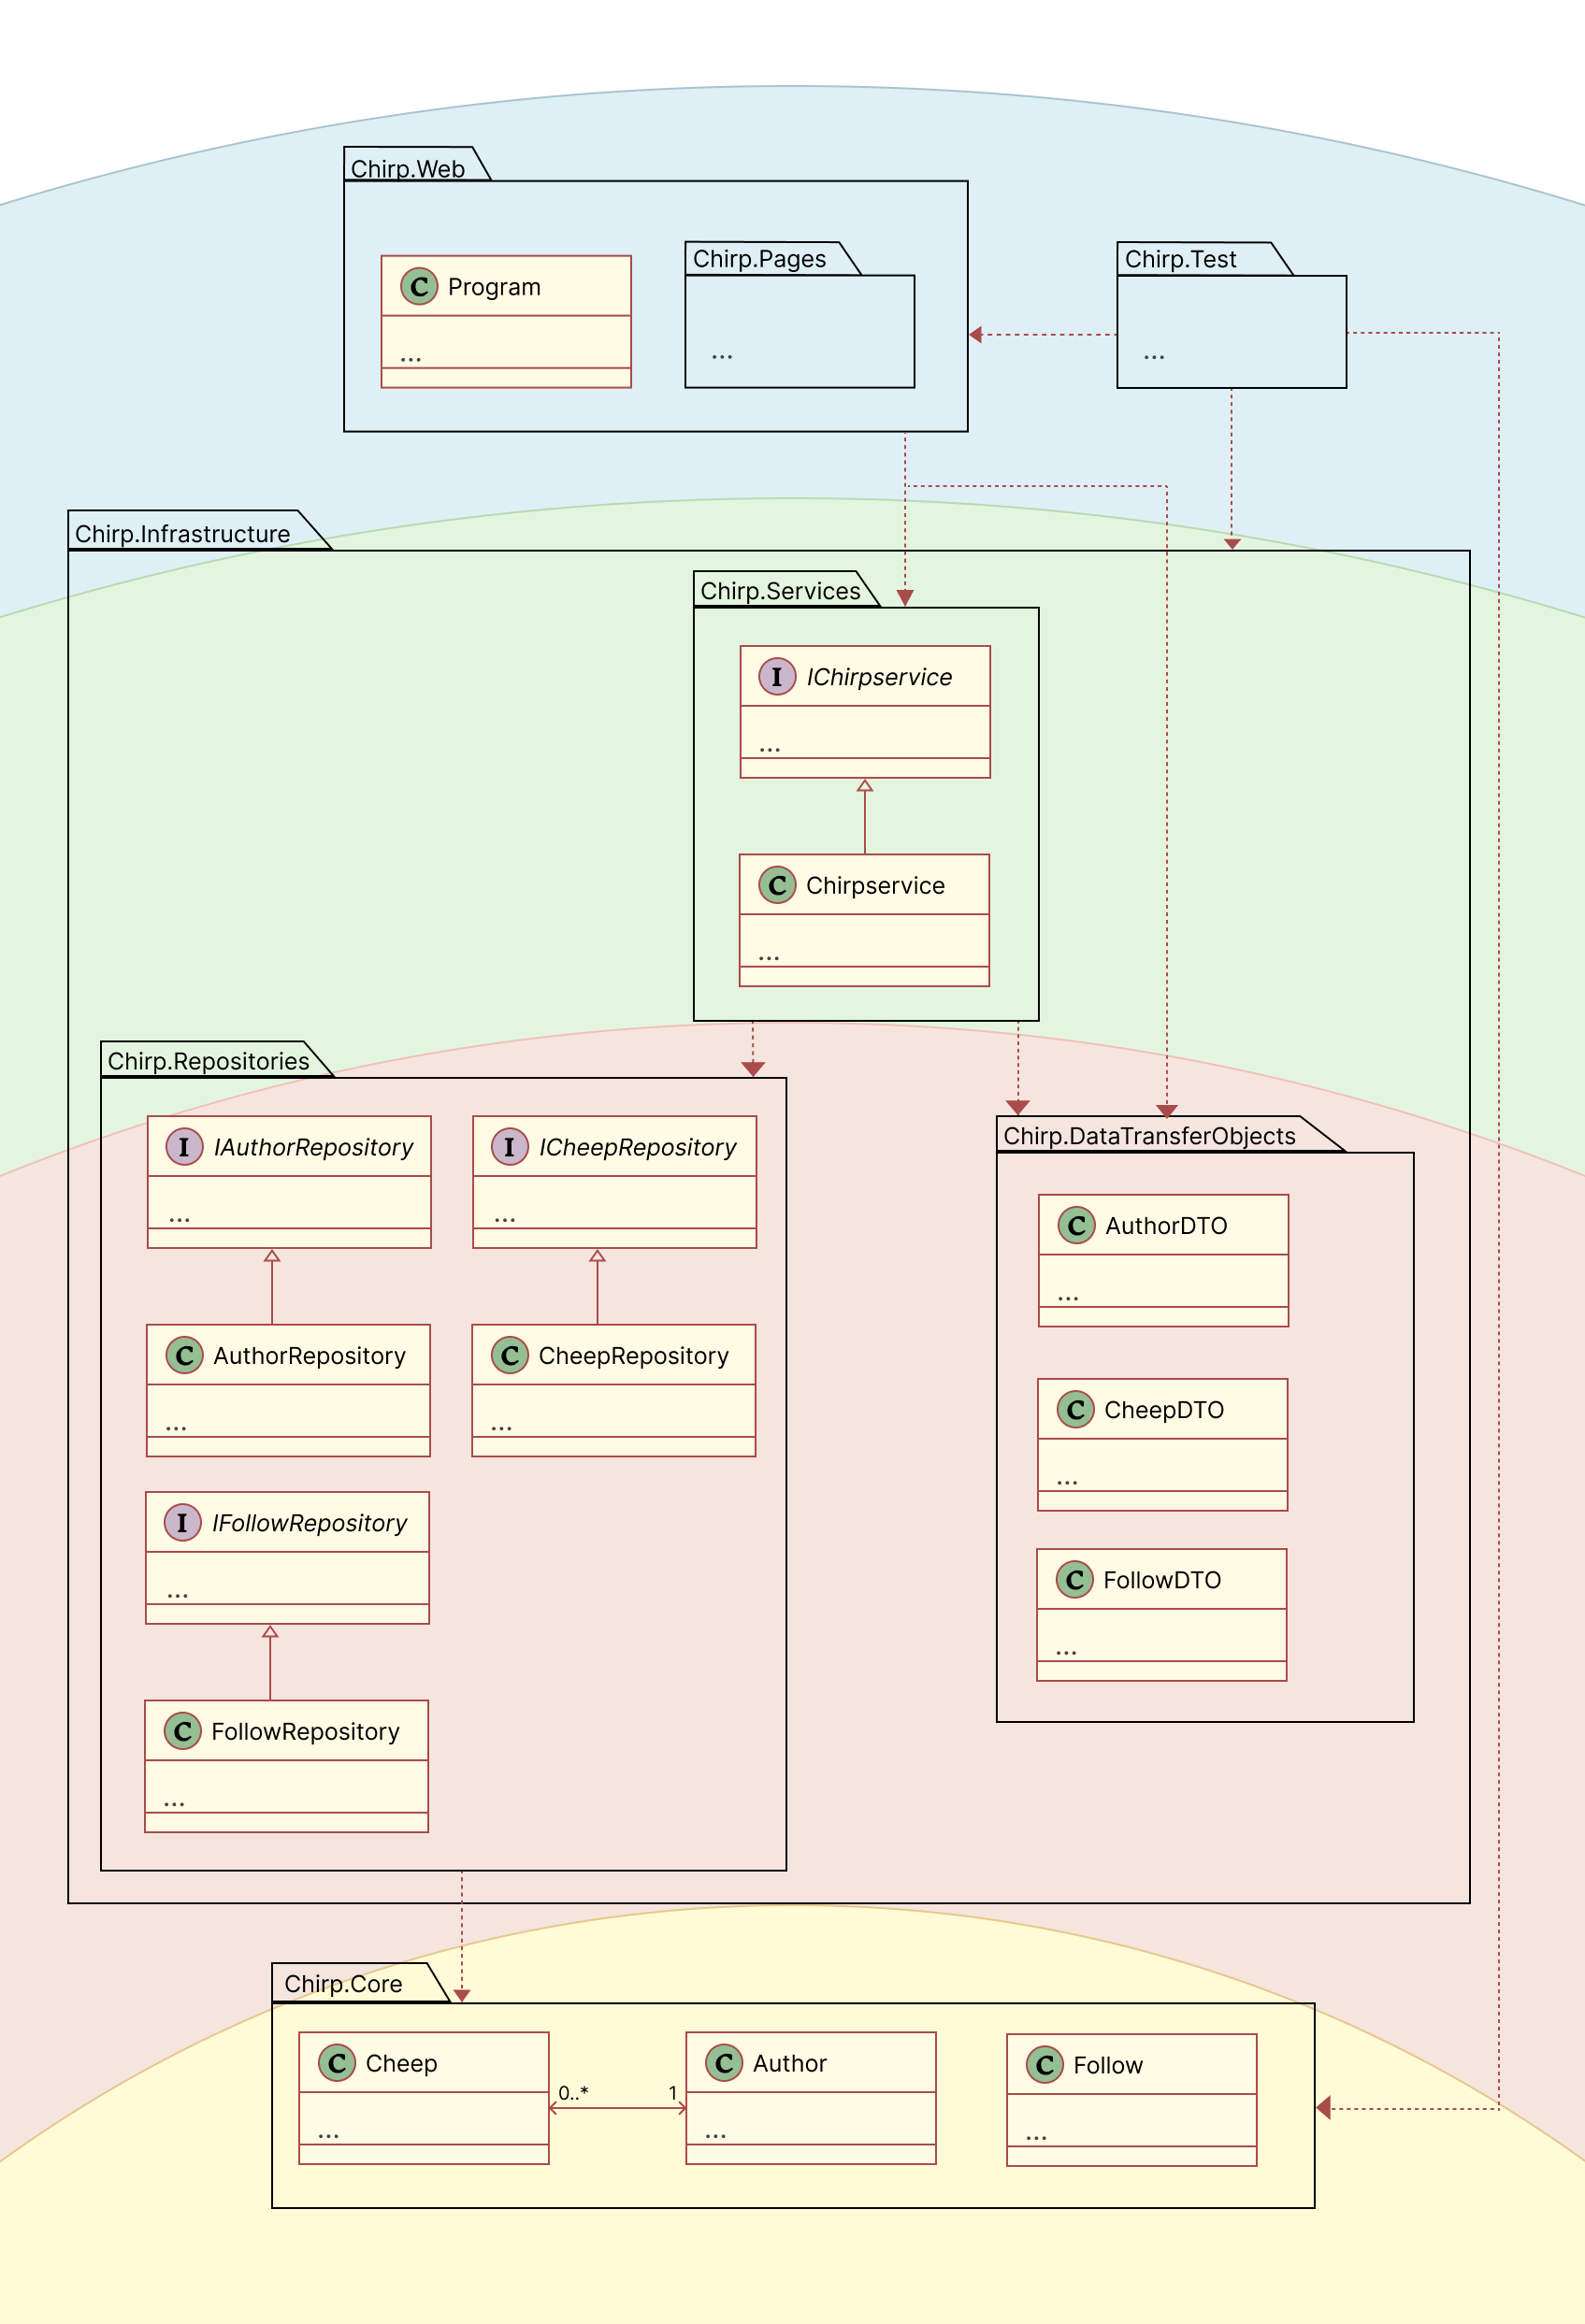 Chirp.Web
C Program
...
Chirp.Pages
...
Chirp.Test
...
Chirp.Infrastructure
Chirp.Services
I IChirpservice
...
C Chirpservice
...
Chirp.Repositories
I IAuthorRepository
...
I ICheepRepository
...
C AuthorRepository
...
C CheepRepository
...
I IFollowRepository
...
C FollowRepository
...
Chirp.DataTransferObjects
C AuthorDTO
...
C CheepDTO
...
C FollowDTO
...
Chirp.Core
C Cheep
...
0..* 1
C Author
...
C Follow
...